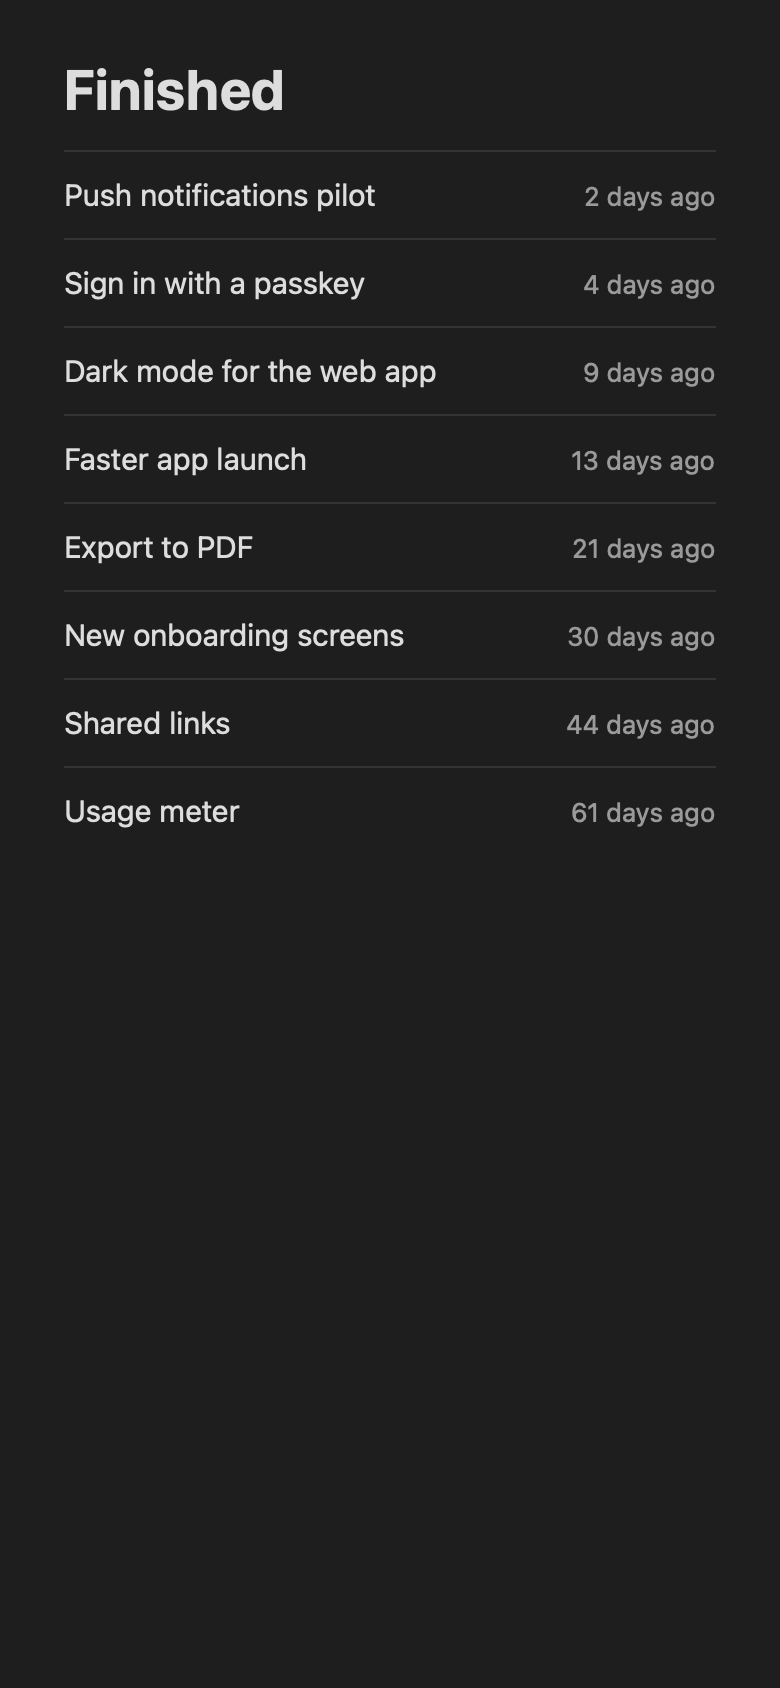 Finished
Push notifications pilot 2 days ago
Sign in with a passkey 4 days ago
Dark mode for the web app 9 days ago
Faster app launch 13 days ago
Export to PDF 21 days ago
New onboarding screens 30 days ago
Shared links 44 days ago
Usage meter 61 days ago